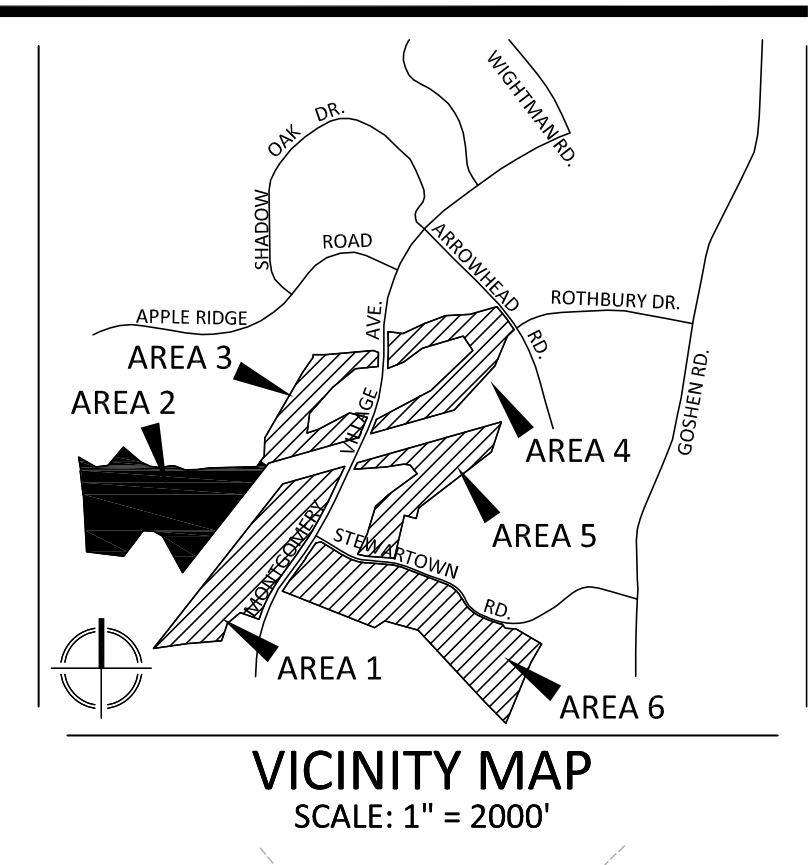 WIGHTMAN RD.
OAK DR.
SHADOW
ROAD
ARROWHEAD
RD.
ROTHBURY DR.
APPLE RIDGE
AVE.
AREA 3
GOSHEN RD.
AREA 2
VILLAGE
AREA 4
AREA 5
MONTGOMERY
STEWARTOWN
RD.
AREA 1
AREA 6
VICINITY MAP
SCALE: 1" = 2000'